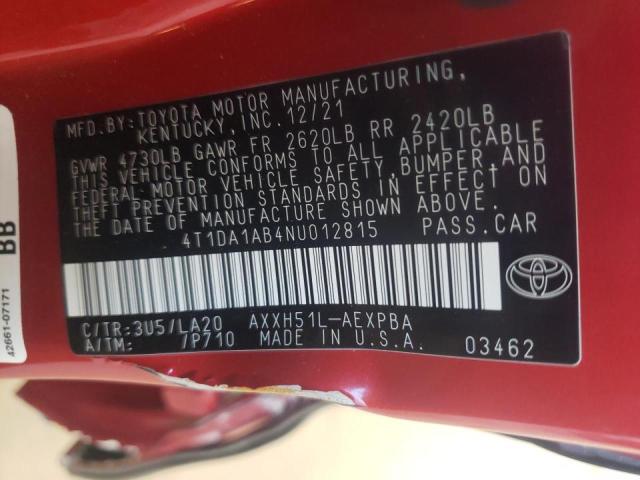 MFD. BY: TOYOTA MOTOR MANUFACTURING,
KENTUCKY, INC. 12/21
GVWR 4730LB GAWR FR 2620LB RR 2420LB
THIS VEHICLE CONFORMS TO ALL APPLICABLE
FEDERAL MOTOR VEHICLE SAFETY, BUMPER, AND
THEFT PREVENTION STANDARDS IN EFFECT ON
THE DATE OF MANUFACTURE SHOWN ABOVE.
4T1DA1AB4NU012815 PASS. CAR
C/TR: 3U5/LA20 AXXH51L-AEXPBA
A/TM: 7P710 MADE IN U.S.A. 03462
BB
42661-07171